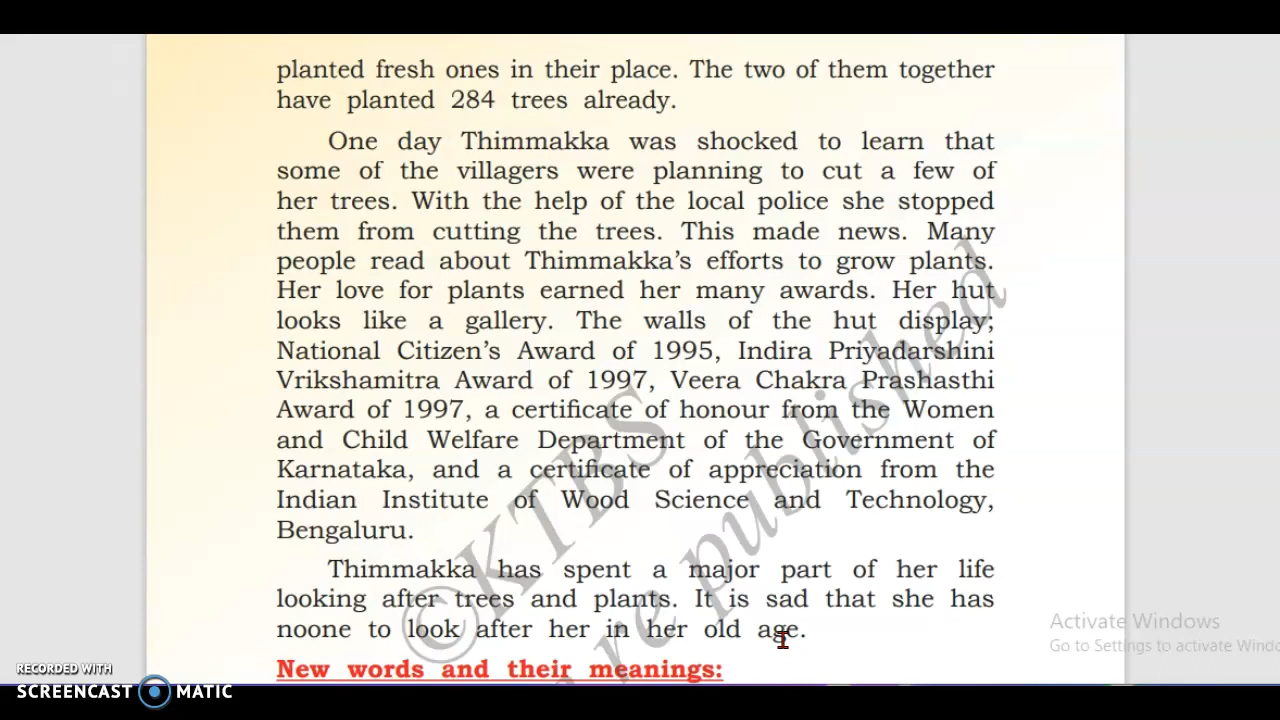 planted fresh ones in their place. The two of them together
have planted 284 trees already.
One day Thimmakka was shocked to learn that
some of the villagers were planning to cut a few of
her trees. With the help of the local police she stopped
them from cutting the trees. This made news. Many
people read about Thimmakka's efforts to grow plants.
Her love for plants earned her many awards. Her hut
looks like a gallery. The walls of the hut display;
National Citizen's Award of 1995, Indira Priyadarshini
Vrikshamitra Award of 1997, Veera Chakra Prashasthi
Award of 1997, a certificate of honour from the Women
and Child Welfare Department of the Government of
Karnataka, and a certificate of appreciation from the
Indian Institute of Wood Science and Technology,
Bengaluru.
Thimmakka has spent a major part of her life
looking after trees and plants. It is sad that she has
noone to look after her in her old age.
New words and their meanings:
©KTBS
re published
Activate Windows
Go to Settings to activate Windo
RECORDED WITH
SCREENCAST MATIC